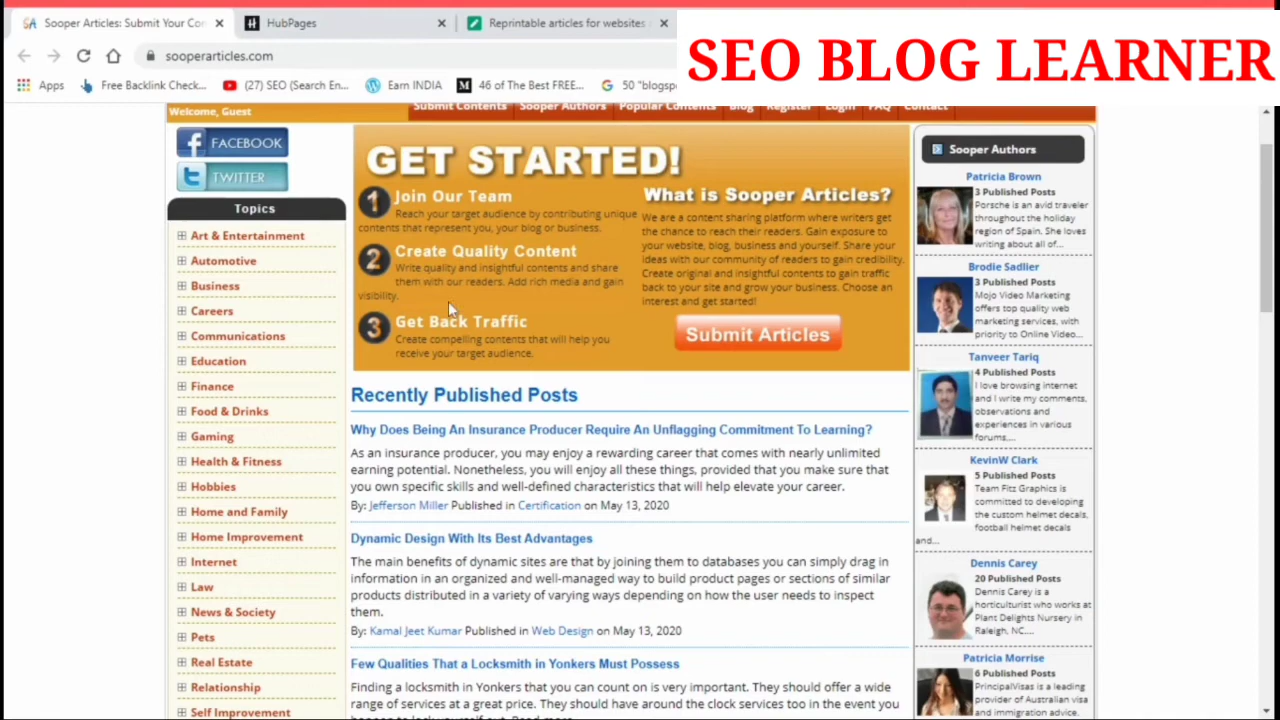 Sooper Articles: Submit Your Con
HubPages
Reprintable articles for websites
SEO BLOG LEARNER
sooperarticles.com
Apps
Free Backlink Check...
(27) SEO (Search En...
Earn INDIA
46 of The Best FREE...
50 "blogsp
Welcome, Guest
Submit Contents
Sooper Authors
Popular Contents
Blog
Register
Login
FAQ
Contact
FACEBOOK
TWITTER
Topics
Art & Entertainment
Automotive
Business
Careers
Communications
Education
Finance
Food & Drinks
Gaming
Health & Fitness
Hobbies
Home and Family
Home Improvement
Internet
Law
News & Society
Pets
Real Estate
Relationship
Self Improvement
GET STARTED!
1 Join Our Team
Reach your target audience by contributing unique
contents that represent you, your blog or business.
2 Create Quality Content
Write quality and insightful contents and share
them with our readers. Add rich media and gain
visibility.
3 Get Back Traffic
Create compelling contents that will help you
receive your target audience.
What is Sooper Articles?
We are a content sharing platform where writers get
the chance to reach their readers. Gain exposure to
your website, blog, business and yourself. Share your
ideas with our community of readers to gain credibility.
Create original and insightful contents to gain traffic
back to your site and grow your business. Choose an
interest and get started!
Submit Articles
Recently Published Posts
Why Does Being An Insurance Producer Require An Unflagging Commitment To Learning?
As an insurance producer, you may enjoy a rewarding career that comes with nearly unlimited
earning potential. Nonetheless, you will enjoy all these things, provided that you make sure that
you own specific skills and well-defined characteristics that will help elevate your career.
By: Jefferson Miller Published in Certification on May 13, 2020
Dynamic Design With Its Best Advantages
The main benefits of dynamic sites are that by joining them to databases you can simply drag in
information in an organized and well-managed way to build product pages or sections of similar
products distributed in a variety of varying ways depending on how the user needs to inspect
them.
By: Kamal Jeet Kumar Published in Web Design on May 13, 2020
Few Qualities That a Locksmith in Yonkers Must Possess
Finding a locksmith in Yonkers that you can count on is very important. They should offer a wide
range of services at a great price. They should have around the clock services too in the event you
Sooper Authors
Patricia Brown
3 Published Posts
Porsche is an avid traveler
throughout the holiday
region of Spain. She loves
writing about all of...
Brodie Sadlier
3 Published Posts
Mojo Video Marketing
offers top quality web
marketing services, with
priority to Online Video...
Tanveer Tariq
4 Published Posts
I love browsing internet
and I write my comments,
observations and
experiences in various
forums....
KevinW Clark
5 Published Posts
Team Fitz Graphics is
committed to developing
the custom helmet decals,
football helmet decals
and...
Dennis Carey
20 Published Posts
Dennis Carey is a
horticulturist who works at
Plant Delights Nursery in
Raleigh, NC....
Patricia Morrise
6 Published Posts
PrincipalVisas is a leading
provider of Australian visa
and immigration advice.